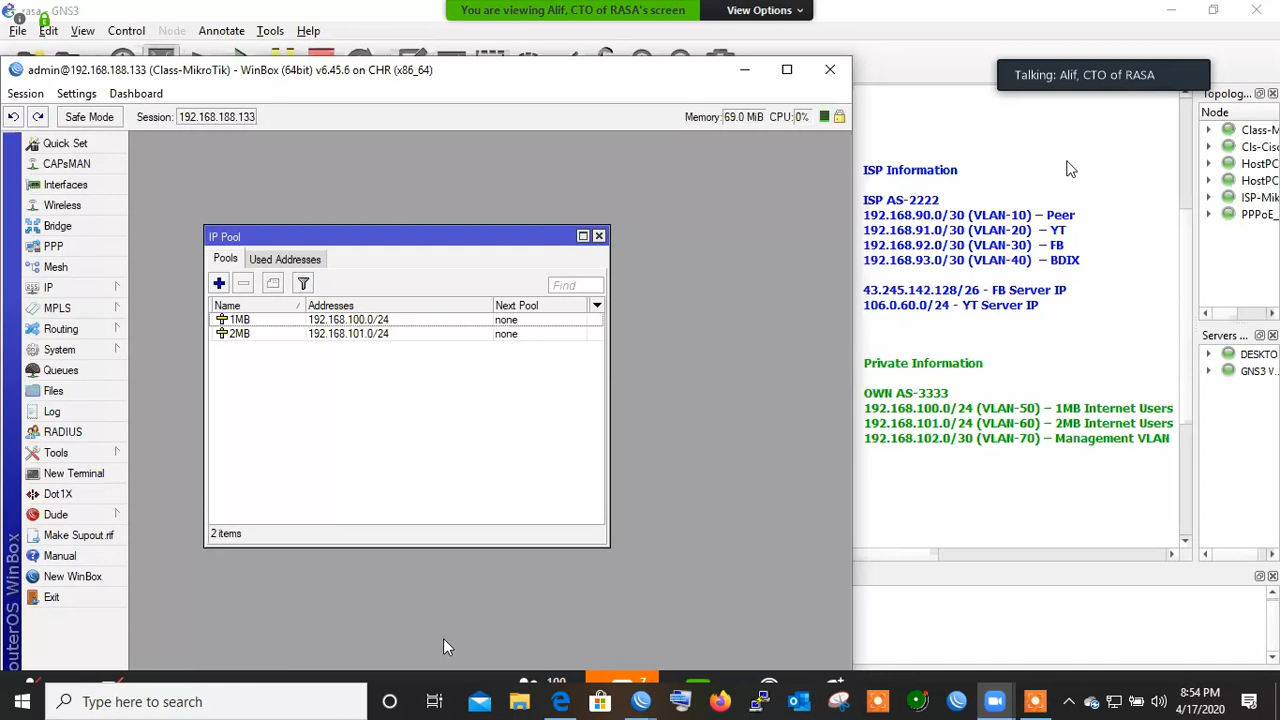 rasa - GNS3
You are viewing Alif, CTO of RASA's screen
View Options
File Edit View Control Node Annotate Tools Help
admin@192.168.188.133 (Class-MikroTik) - WinBox (64bit) v6.45.6 on CHR (x86_64)
Talking: Alif, CTO of RASA
Session Settings Dashboard
Safe Mode
Session: 192.168.188.133
Memory: 69.0 MiB CPU: 0%
Quick Set
CAPsMAN
Interfaces
Wireless
Bridge
PPP
Mesh
IP
MPLS
Routing
System
Queues
Files
Log
RADIUS
Tools
New Terminal
Dot1X
Dude
Make Supout.rif
Manual
New WinBox
Exit
RouterOS WinBox
IP Pool
Pools Used Addresses
Find
Name Addresses Next Pool
1MB 192.168.100.0/24 none
2MB 192.168.101.0/24 none
2 items
ISP Information
ISP AS-2222
192.168.90.0/30 (VLAN-10) – Peer
192.168.91.0/30 (VLAN-20) – YT
192.168.92.0/30 (VLAN-30) – FB
192.168.93.0/30 (VLAN-40) – BDIX
43.245.142.128/26 - FB Server IP
106.0.60.0/24 - YT Server IP
Private Information
OWN AS-3333
192.168.100.0/24 (VLAN-50) – 1MB Internet Users
192.168.101.0/24 (VLAN-60) – 2MB Internet Users
192.168.102.0/30 (VLAN-70) – Management VLAN
Topolog...
Node
Class-M
Cls-Cisc
HostPC
HostPC
ISP-Mik
PPPoE_
Servers ...
DESKTO
GNS3 V...
Type here to search
8:54 PM
4/17/2020